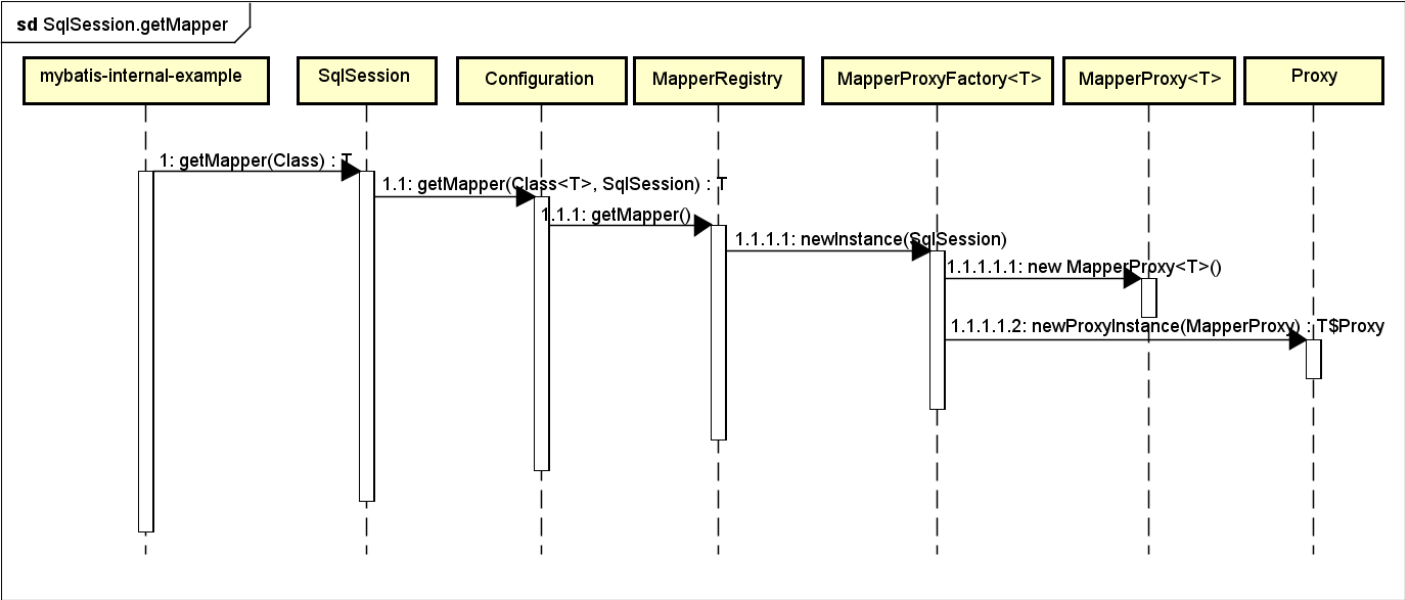 sd SqlSession.getMapper
mybatis-internal-example
SqlSession
Configuration
MapperRegistry
MapperProxyFactory<T>
MapperProxy<T>
Proxy
1: getMapper(Class) : T
1.1: getMapper(Class<T>, SqlSession) : T
1.1.1: getMapper()
1.1.1.1: newInstance(SqlSession)
1.1.1.1.1: new MapperProxy<T>()
1.1.1.1.2: newProxyInstance(MapperProxy) : T$Proxy